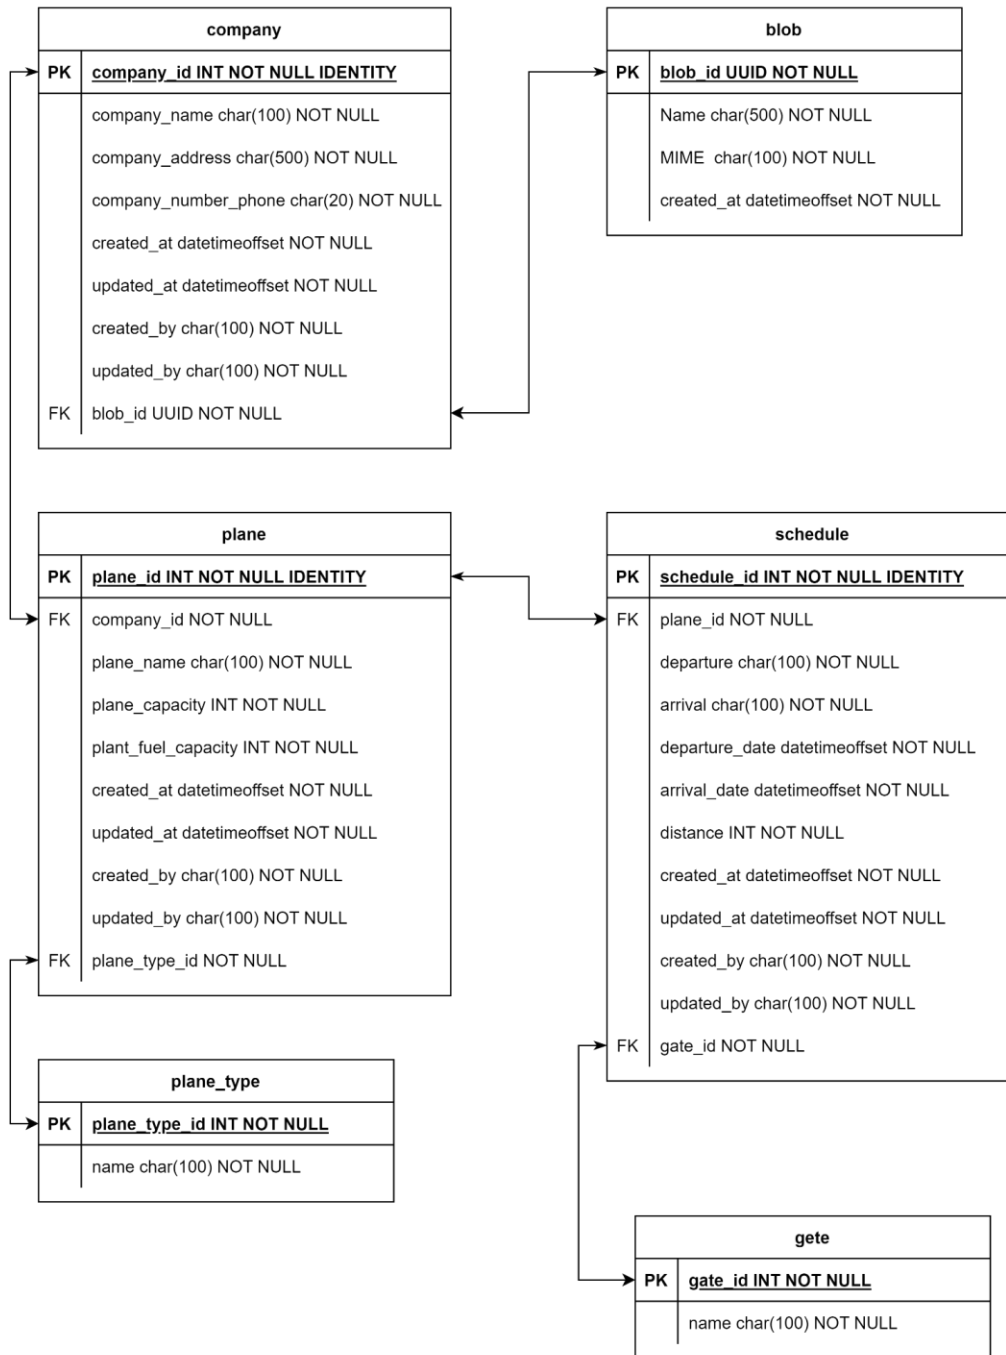 company
PK company_id INT NOT NULL IDENTITY
company_name char(100) NOT NULL
company_address char(500) NOT NULL
company_number_phone char(20) NOT NULL
created_at datetimeoffset NOT NULL
updated_at datetimeoffset NOT NULL
created_by char(100) NOT NULL
updated_by char(100) NOT NULL
FK blob_id UUID NOT NULL
blob
PK blob_id UUID NOT NULL
Name char(500) NOT NULL
MIME char(100) NOT NULL
created_at datetimeoffset NOT NULL
plane
PK plane_id INT NOT NULL IDENTITY
FK company_id NOT NULL
plane_name char(100) NOT NULL
plane_capacity INT NOT NULL
plant_fuel_capacity INT NOT NULL
created_at datetimeoffset NOT NULL
updated_at datetimeoffset NOT NULL
created_by char(100) NOT NULL
updated_by char(100) NOT NULL
FK plane_type_id NOT NULL
schedule
PK schedule_id INT NOT NULL IDENTITY
FK plane_id NOT NULL
departure char(100) NOT NULL
arrival char(100) NOT NULL
departure_date datetimeoffset NOT NULL
arrival_date datetimeoffset NOT NULL
distance INT NOT NULL
created_at datetimeoffset NOT NULL
updated_at datetimeoffset NOT NULL
created_by char(100) NOT NULL
updated_by char(100) NOT NULL
FK gate_id NOT NULL
plane_type
PK plane_type_id INT NOT NULL
name char(100) NOT NULL
gete
PK gate_id INT NOT NULL
name char(100) NOT NULL